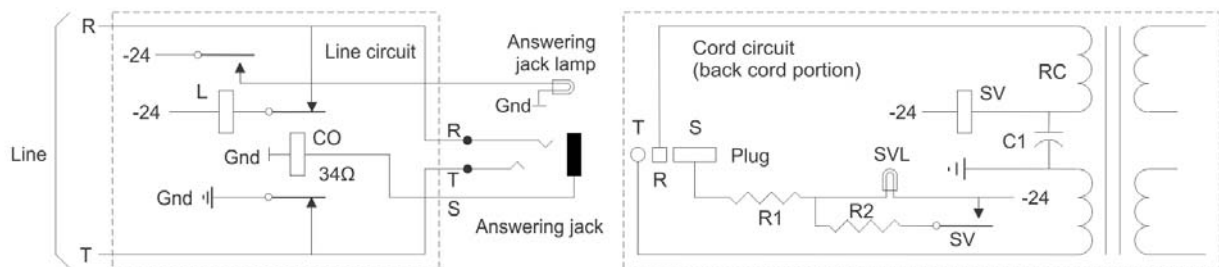 R
-24
Line circuit
Answering
jack lamp
L
-24
Gnd
Line
CO
Gnd
34Ω
R
T
S
Gnd
T
Answering jack
Cord circuit
(back cord portion)
RC
SV
-24
T
S
C1
Plug
SVL
R
-24
R1
R2
SV